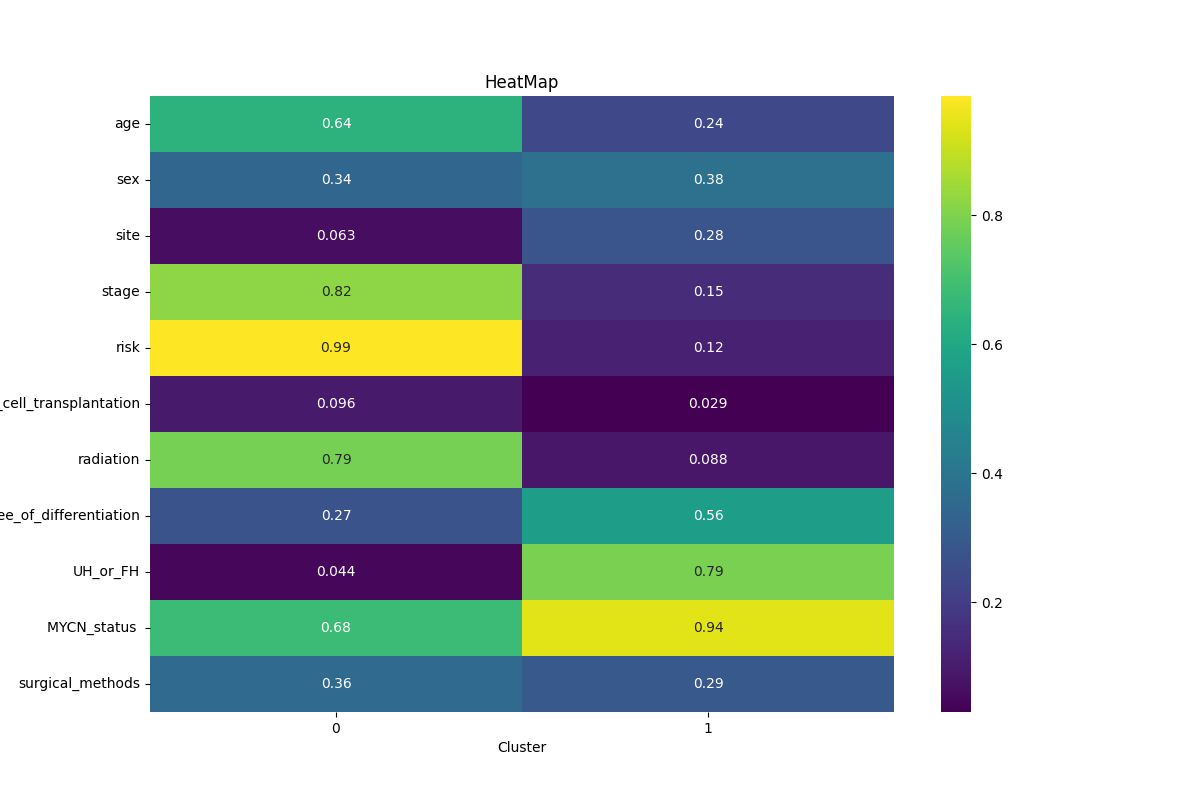 HeatMap
age 0.64 0.24
sex 0.34 0.38
site 0.063 0.28
stage 0.82 0.15
risk 0.99 0.12
_cell_transplantation 0.096 0.029
radiation 0.79 0.088
ee_of_differentiation 0.27 0.56
UH_or_FH 0.044 0.79
MYCN_status 0.68 0.94
surgical_methods 0.36 0.29
0 1
Cluster
0.8
0.6
0.4
0.2